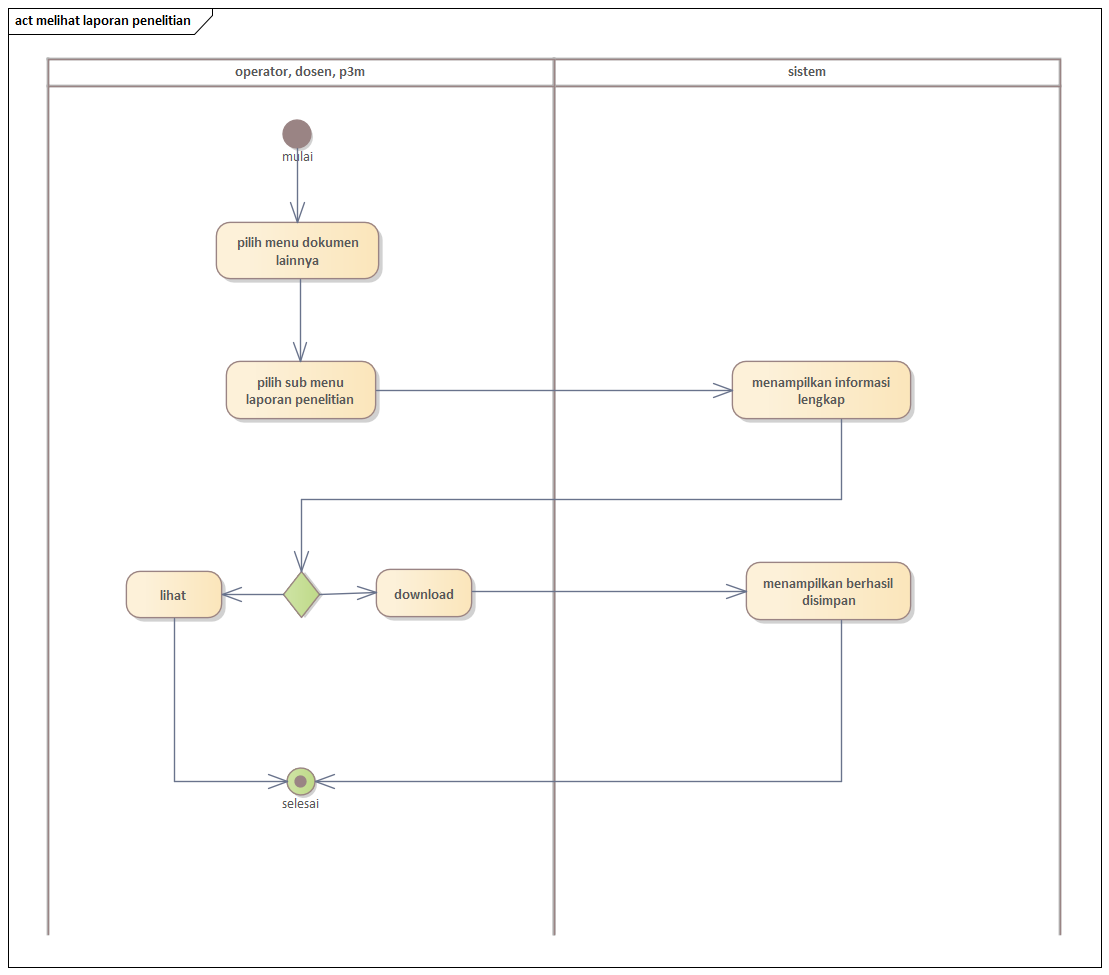 act melihat laporan penelitian
operator, dosen, p3m
sistem
mulai
pilih menu dokumen
lainnya
pilih sub menu
laporan penelitian
menampilkan informasi
lengkap
lihat
download
menampilkan berhasil
disimpan
selesai